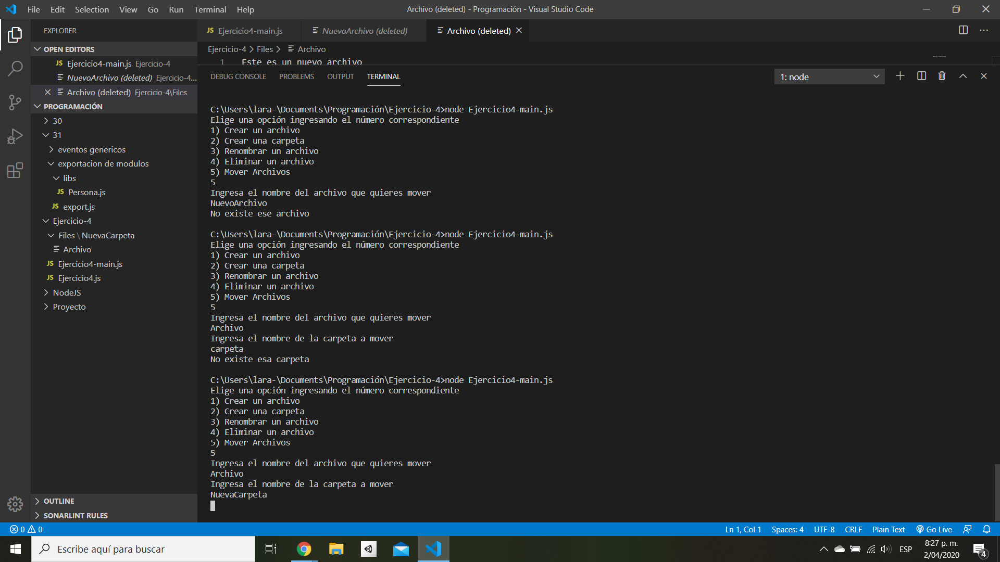 File Edit Selection View Go Run Terminal Help
Archivo (deleted) - Programación - Visual Studio Code
EXPLORER
OPEN EDITORS
JS Ejercicio4-main.js Ejercicio-4
NuevoArchivo (deleted) Ejercicio-4...
Archivo (deleted) Ejercicio-4\Files
PROGRAMACIÓN
30
31
eventos genericos
exportacion de modulos
libs
JS Persona.js
JS export.js
Ejercicio-4
Files \ NuevaCarpeta
Archivo
JS Ejercicio4-main.js
JS Ejercicio4.js
NodeJS
Proyecto
OUTLINE
SONARLINT RULES
JS Ejercicio4-main.js
NuevoArchivo (deleted)
Archivo (deleted)
Ejercicio-4 > Files > Archivo
1 Este es un nuevo archivo
DEBUG CONSOLE PROBLEMS OUTPUT TERMINAL
1: node
C:\Users\lara-\Documents\Programación\Ejercicio-4>node Ejercicio4-main.js
Elige una opción ingresando el número correspondiente
1) Crear un archivo
2) Crear una carpeta
3) Renombrar un archivo
4) Eliminar un archivo
5) Mover Archivos
5
Ingresa el nombre del archivo que quieres mover
NuevoArchivo
No existe ese archivo
C:\Users\lara-\Documents\Programación\Ejercicio-4>node Ejercicio4-main.js
Elige una opción ingresando el número correspondiente
1) Crear un archivo
2) Crear una carpeta
3) Renombrar un archivo
4) Eliminar un archivo
5) Mover Archivos
5
Ingresa el nombre del archivo que quieres mover
Archivo
Ingresa el nombre de la carpeta a mover
carpeta
No existe esa carpeta
C:\Users\lara-\Documents\Programación\Ejercicio-4>node Ejercicio4-main.js
Elige una opción ingresando el número correspondiente
1) Crear un archivo
2) Crear una carpeta
3) Renombrar un archivo
4) Eliminar un archivo
5) Mover Archivos
5
Ingresa el nombre del archivo que quieres mover
Archivo
Ingresa el nombre de la carpeta a mover
NuevaCarpeta
0 0
Ln 1, Col 1 Spaces: 4 UTF-8 CRLF Plain Text Go Live
Escribe aquí para buscar
ESP
8:27 p. m.
2/04/2020
4